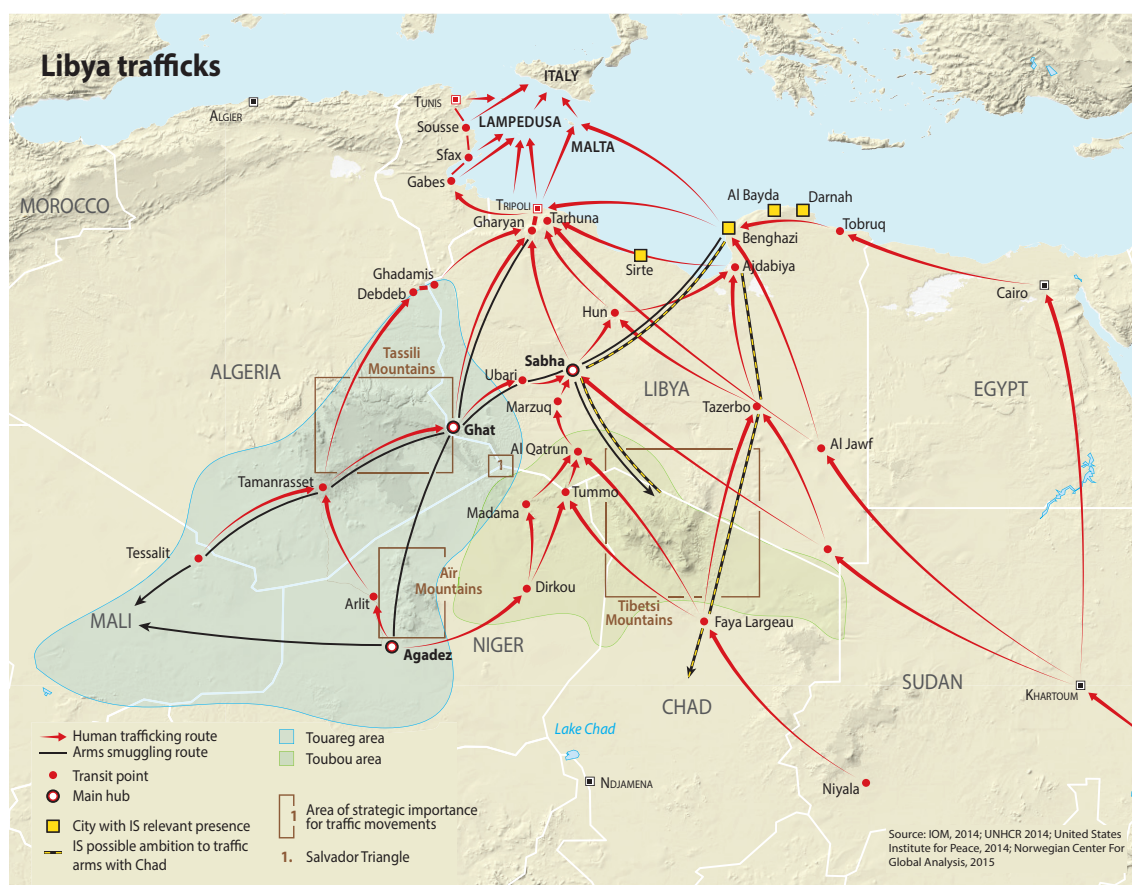 Libya trafficks
ITALY
TUNIS
ALGIER
Sousse
LAMPEDUSA
MALTA
Sfax
Gabes
MOROCCO
TRIPOLI
Gharyan
Tarhuna
Al Bayda
Darnah
Tobruq
Benghazi
Sirte
Ajdabiya
Cairo
Ghadamis
Debdeb
Hun
Tassili
Mountains
ALGERIA
Sabha
Ubari
LIBYA
EGYPT
Marzuq
Tazerbo
Ghat
Al Qatrun
Al Jawf
1
Tamanrasset
Tummo
Madama
Tessalit
Aïr
Mountains
Dirkou
Arlit
Tibetsi
Mountains
MALI
Faya Largeau
NIGER
Agadez
SUDAN
KHARTOUM
CHAD
Lake Chad
NDJAMENA
Niyala
Human trafficking route
Arms smuggling route
Transit point
Main hub
City with IS relevant presence
IS possible ambition to traffic
arms with Chad
Touareg area
Toubou area
1
Area of strategic importance
for traffic movements
1. Salvador Triangle
Source: IOM, 2014; UNHCR 2014; United States
Institute for Peace, 2014; Norwegian Center For
Global Analysis, 2015